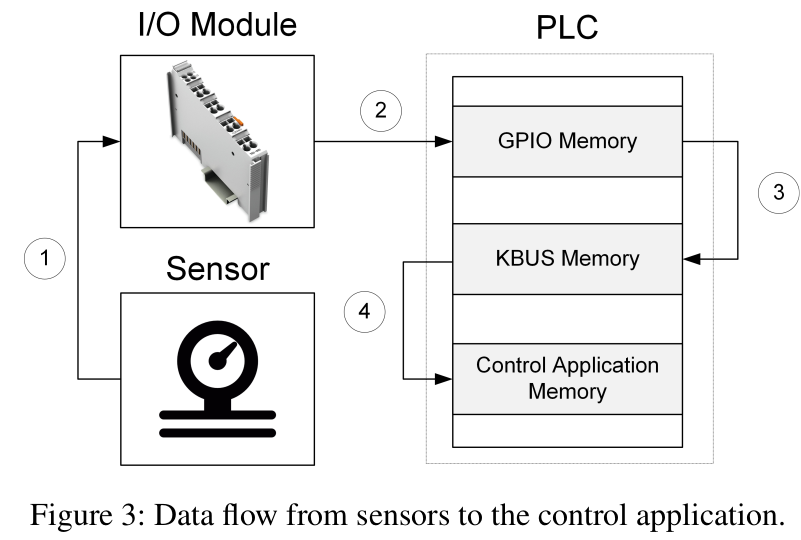 I/O Module
PLC
2
GPIO Memory
3
1
KBUS Memory
Sensor
4
Control Application
Memory
Figure 3: Data flow from sensors to the control application.